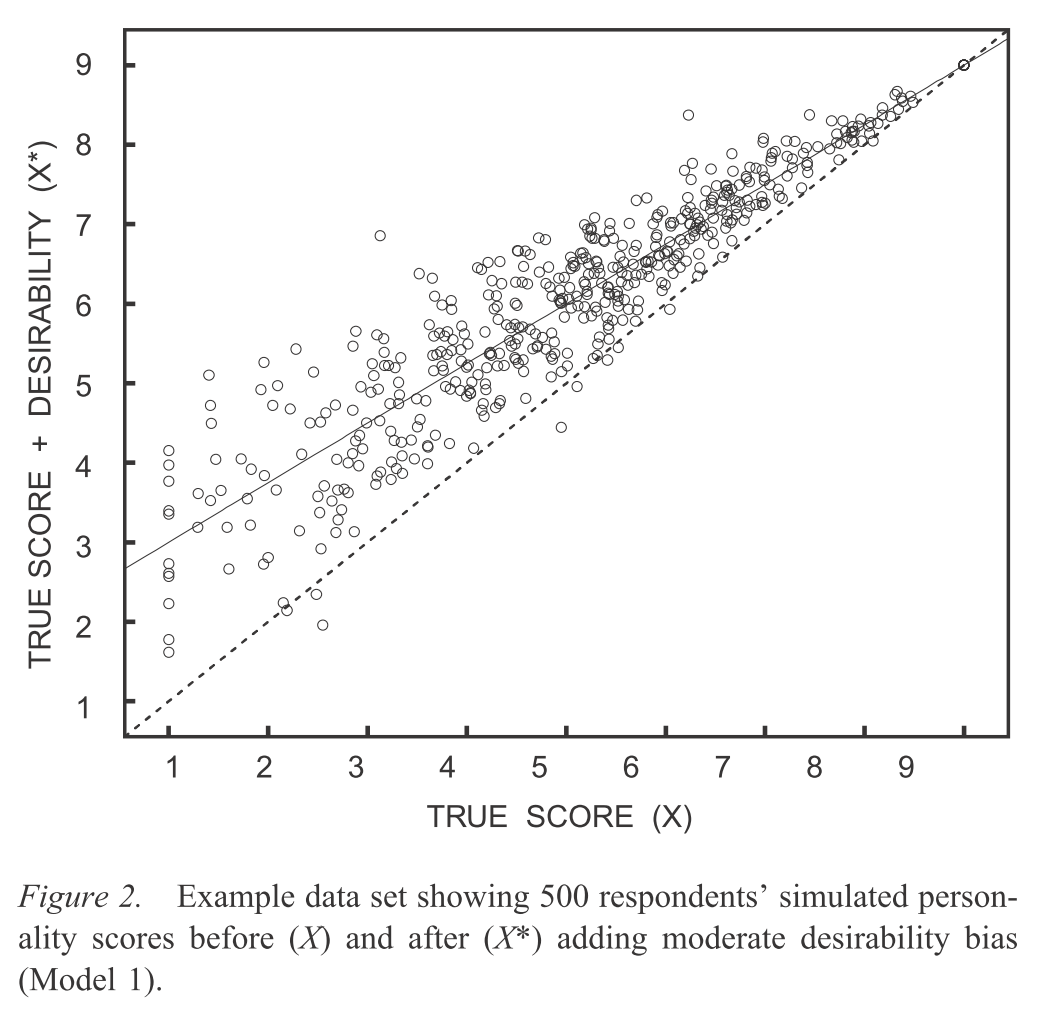 9
8
7
6
5
4
3
2
1
TRUE SCORE + DESIRABILITY (X*)
1 2 3 4 5 6 7 8 9
TRUE SCORE (X)
Figure 2. Example data set showing 500 respondents’ simulated person-
ality scores before (X) and after (X*) adding moderate desirability bias
(Model 1).